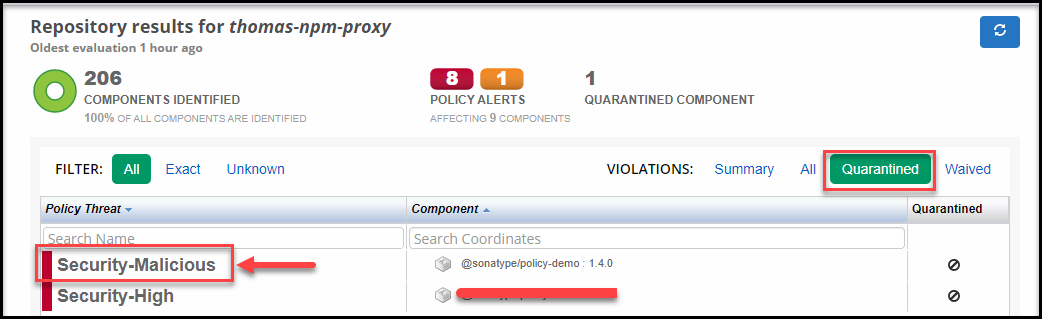 Repository results for thomas-npm-proxy
Oldest evaluation 1 hour ago
206
COMPONENTS IDENTIFIED
100% OF ALL COMPONENTS ARE IDENTIFIED
8 1
POLICY ALERTS
AFFECTING 9 COMPONENTS
1
QUARANTINED COMPONENT
FILTER: All Exact Unknown VIOLATIONS: Summary All Quarantined Waived
Policy Threat Component Quarantined
Search Name Search Coordinates
Security-Malicious @sonatype/policy-demo : 1.4.0
Security-High